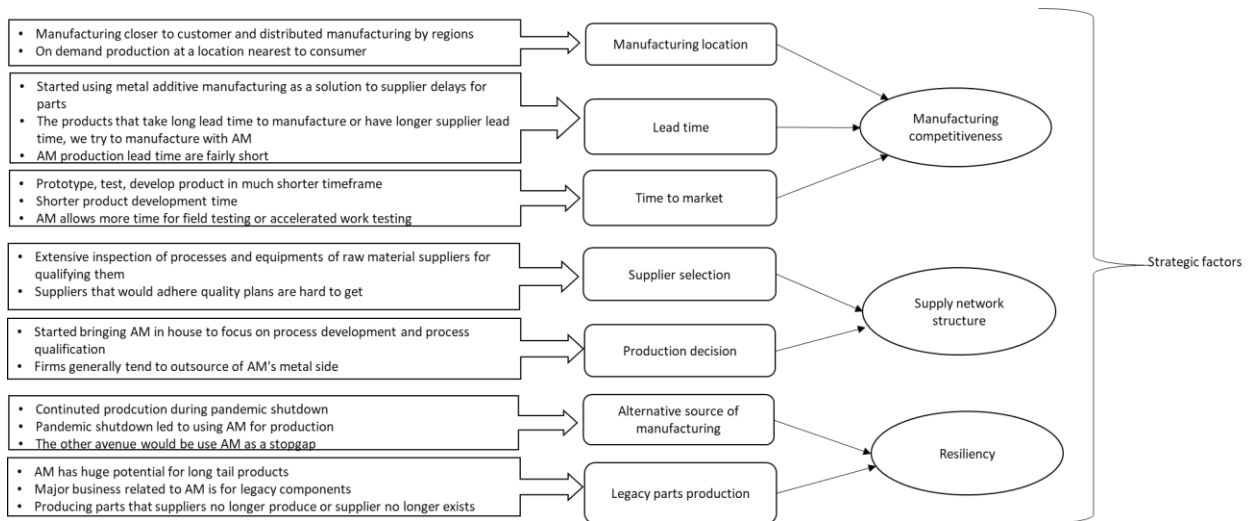 • Manufacturing closer to customer and distributed manufacturing by regions
• On demand production at a location nearest to consumer
Manufacturing location
• Started using metal additive manufacturing as a solution to supplier delays for
parts
• The products that take long lead time to manufacture or have longer supplier lead
time, we try to manufacture with AM
• AM production lead time are fairly short
Lead time
• Prototype, test, develop product in much shorter timeframe
• Shorter product development time
• AM allows more time for field testing or accelerated work testing
Time to market
Manufacturing
competitiveness
• Extensive inspection of processes and equipments of raw material suppliers for
qualifying them
• Suppliers that would adhere quality plans are hard to get
Supplier selection
• Started bringing AM in house to focus on process development and process
qualification
• Firms generally tend to outsource of AM's metal side
Production decision
Supply network
structure
• Continuted prodcution during pandemic shutdown
• Pandemic shutdown led to using AM for production
• The other avenue would be use AM as a stopgap
Alternative source of
manufacturing
• AM has huge potential for long tail products
• Major business related to AM is for legacy components
• Producing parts that suppliers no longer produce or supplier no longer exists
Legacy parts production
Resiliency
Strategic factors